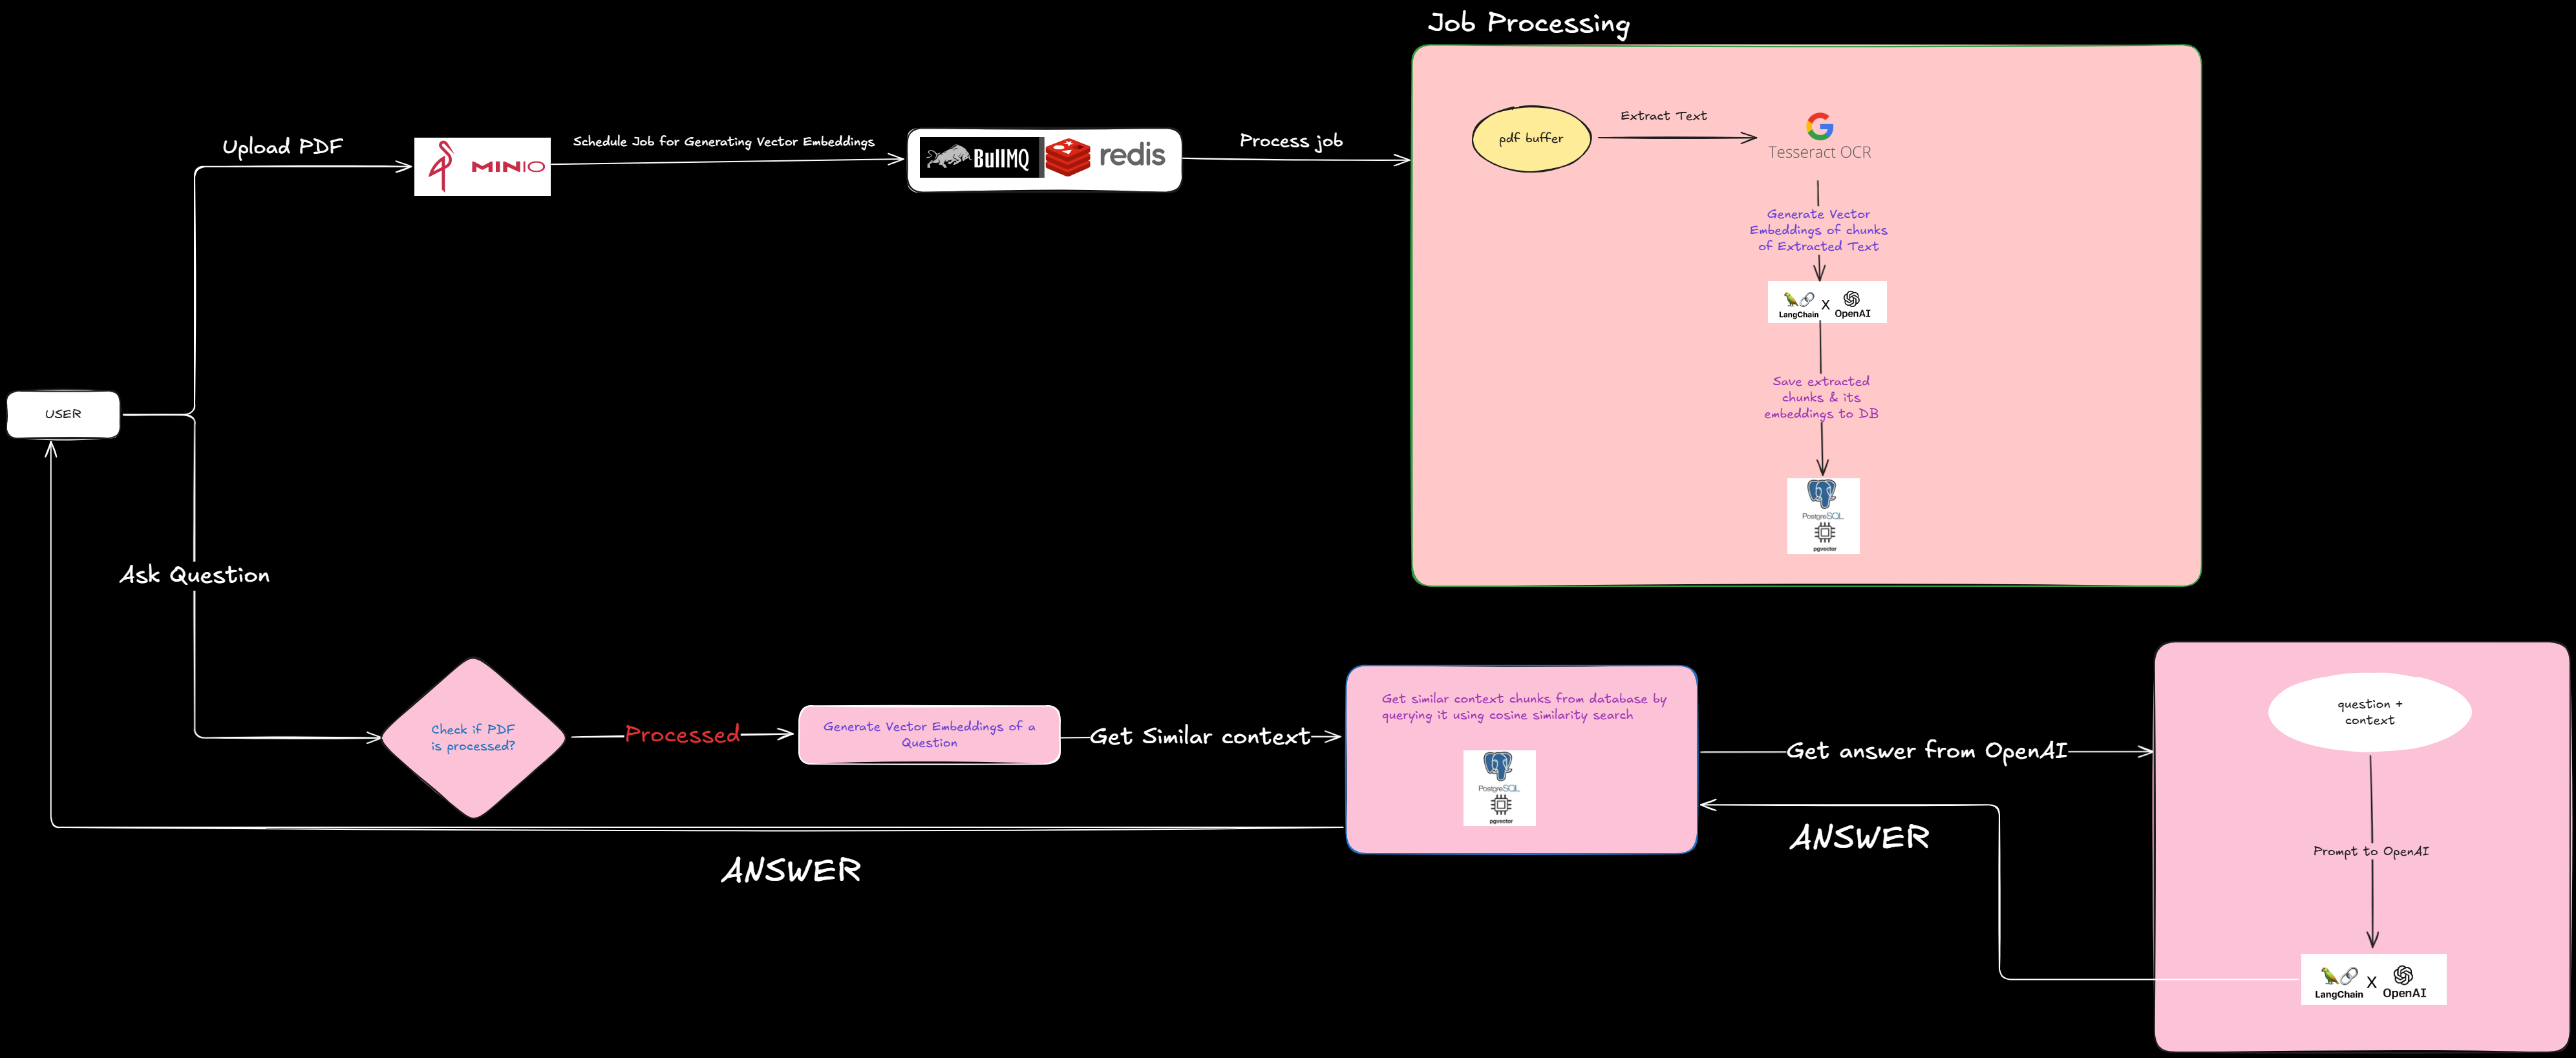 Job Processing
Upload PDF
MINIO
Schedule Job for Generating Vector Embeddings
BullMQ
redis
Process job
pdf buffer
Extract Text
Tesseract OCR
Generate Vector
Embeddings of chunks
of Extracted Text
LangChain X OpenAI
Save extracted
chunks & its
embeddings to DB
PostgreSQL
pgvector
USER
Ask Question
Check if PDF
is processed?
Processed
Generate Vector Embeddings of a
Question
Get Similar context
Get similar context chunks from database by
querying it using cosine similarity search
PostgreSQL
pgvector
Get answer from OpenAI
question +
context
Prompt to OpenAI
LangChain X OpenAI
ANSWER
ANSWER